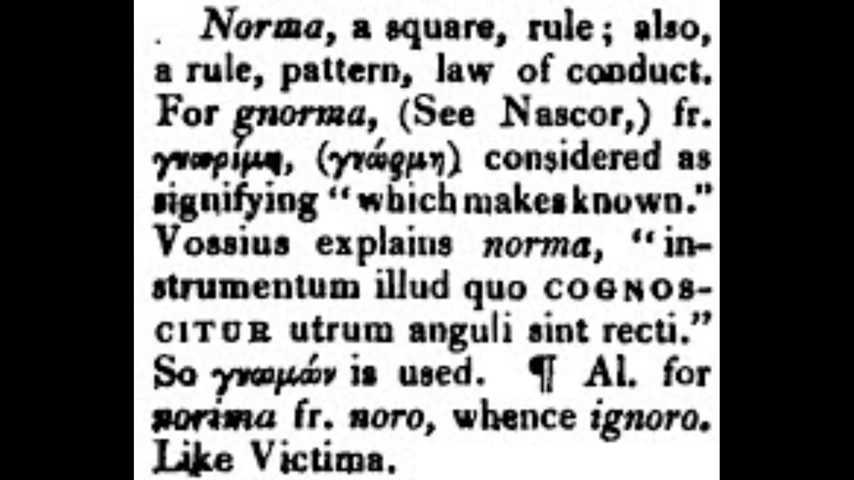 Norma, a square, rule; also,
a rule, pattern, law of conduct.
For gnorma, (See Nascor,) fr.
γνωρίμη, (γνώρμη) considered as
signifying "which makes known."
Vossius explains norma, "in-
strumentum illud quo COGNOS-
CITUR utrum anguli sint recti."
So γνωμών is used. ¶ Al. for
norima fr. noro, whence ignoro.
Like Victima.